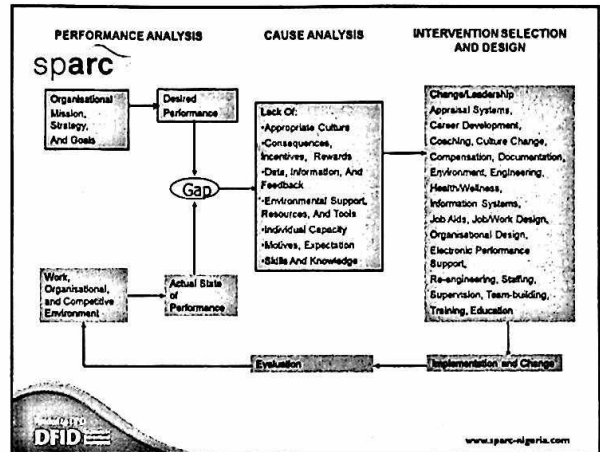 PERFORMANCE ANALYSIS
CAUSE ANALYSIS
INTERVENTION SELECTION
AND DESIGN
sparc
Organisational
Mission,
Strategy,
And Goals
Desired
Performance
Gap
Work,
Organisational,
and Competitive
Environment
Actual State
of
Performance
Lack Of:
•Appropriate Culture
•Consequences,
Incentives, Rewards
•Data, Information, And
Feedback
•Environmental Support,
Resources, And Tools
•Individual Capacity
•Motives, Expectation
•Skills And Knowledge
Change/Leadership
Appraisal Systems,
Career Development,
Coaching, Culture Change,
Compensation, Documentation,
Environment, Engineering,
Health/Wellness,
Information Systems,
Job Aids, Job/Work Design,
Organisational Design,
Electronic Performance
Support,
Re-engineering, Staffing,
Supervision, Team-building,
Training, Education
Implementation and Change
Evaluation
DFID
www.sparc-nigeria.com